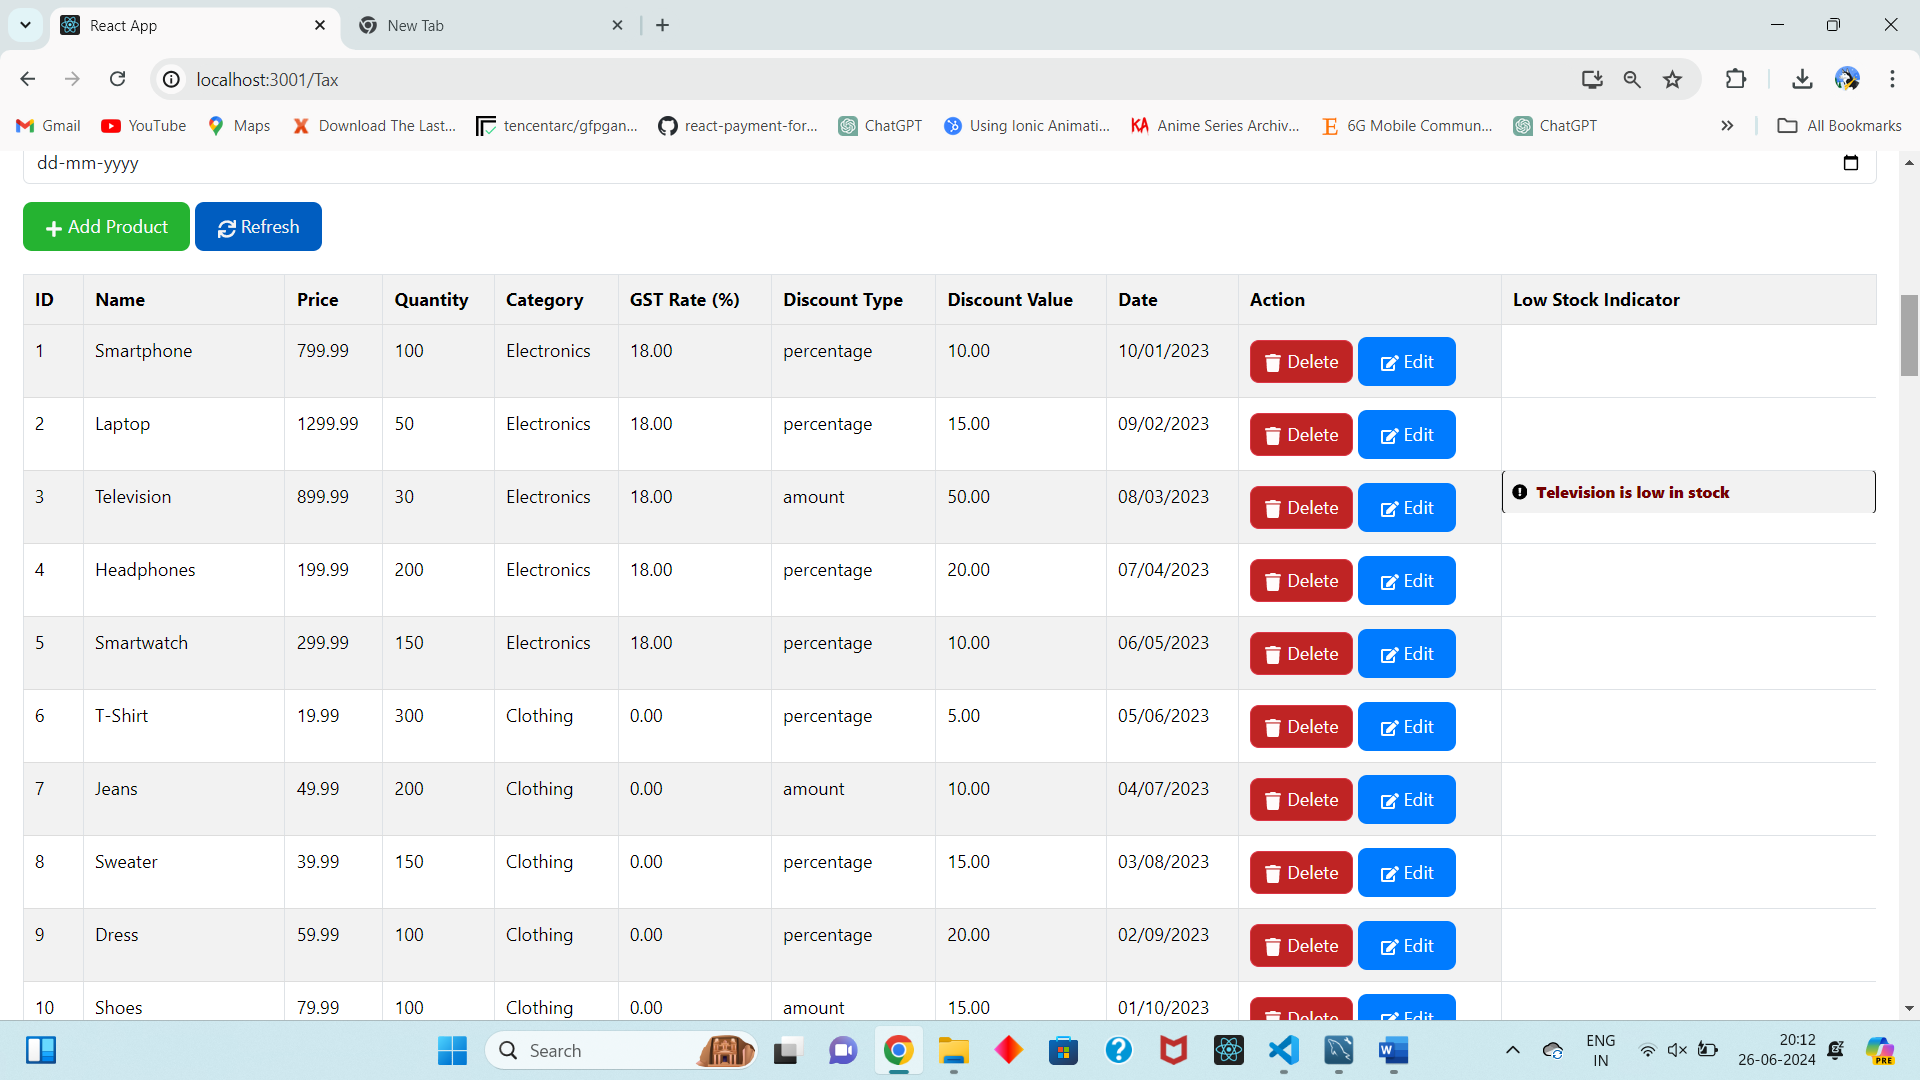 React App
New Tab
localhost:3001/Tax
Gmail YouTube Maps Download The Last... tencentarc/gfpgan... react-payment-for... ChatGPT Using Ionic Animati... Anime Series Archiv... 6G Mobile Commun... ChatGPT All Bookmarks
dd-mm-yyyy
Add Product Refresh
ID Name Price Quantity Category GST Rate (%) Discount Type Discount Value Date Action Low Stock Indicator
1 Smartphone 799.99 100 Electronics 18.00 percentage 10.00 10/01/2023 Delete Edit
2 Laptop 1299.99 50 Electronics 18.00 percentage 15.00 09/02/2023 Delete Edit
3 Television 899.99 30 Electronics 18.00 amount 50.00 08/03/2023 Delete Edit Television is low in stock
4 Headphones 199.99 200 Electronics 18.00 percentage 20.00 07/04/2023 Delete Edit
5 Smartwatch 299.99 150 Electronics 18.00 percentage 10.00 06/05/2023 Delete Edit
6 T-Shirt 19.99 300 Clothing 0.00 percentage 5.00 05/06/2023 Delete Edit
7 Jeans 49.99 200 Clothing 0.00 amount 10.00 04/07/2023 Delete Edit
8 Sweater 39.99 150 Clothing 0.00 percentage 15.00 03/08/2023 Delete Edit
9 Dress 59.99 100 Clothing 0.00 percentage 20.00 02/09/2023 Delete Edit
10 Shoes 79.99 100 Clothing 0.00 amount 15.00 01/10/2023 Delete Edit
Search
ENG
IN
20:12
26-06-2024
PRE